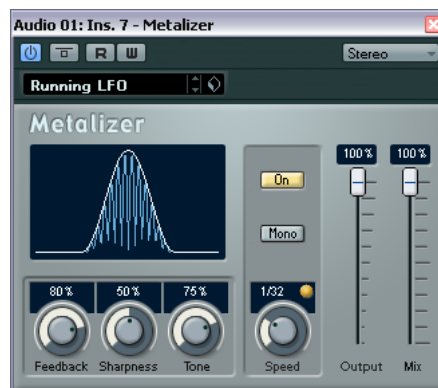 Audio 01: Ins. 7 - Metalizer
R W Stereo
Running LFO
Metalizer
100% 100%
On
Mono
80% 50% 75% 1/32
Feedback Sharpness Tone Speed Output Mix